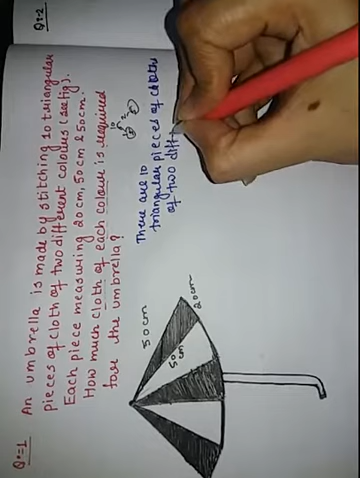 Q:=1 An umbrella is made by stitching 10 triangular
pieces of cloth of two different colours (see fig).
Each piece measuring 20 cm, 50 cm & 50 cm.
How much cloth of each colour is required
for the umbrella?
There are 10
triangular pieces of cloths
of two diff
50 cm
50 cm
20 cm
Q:=2